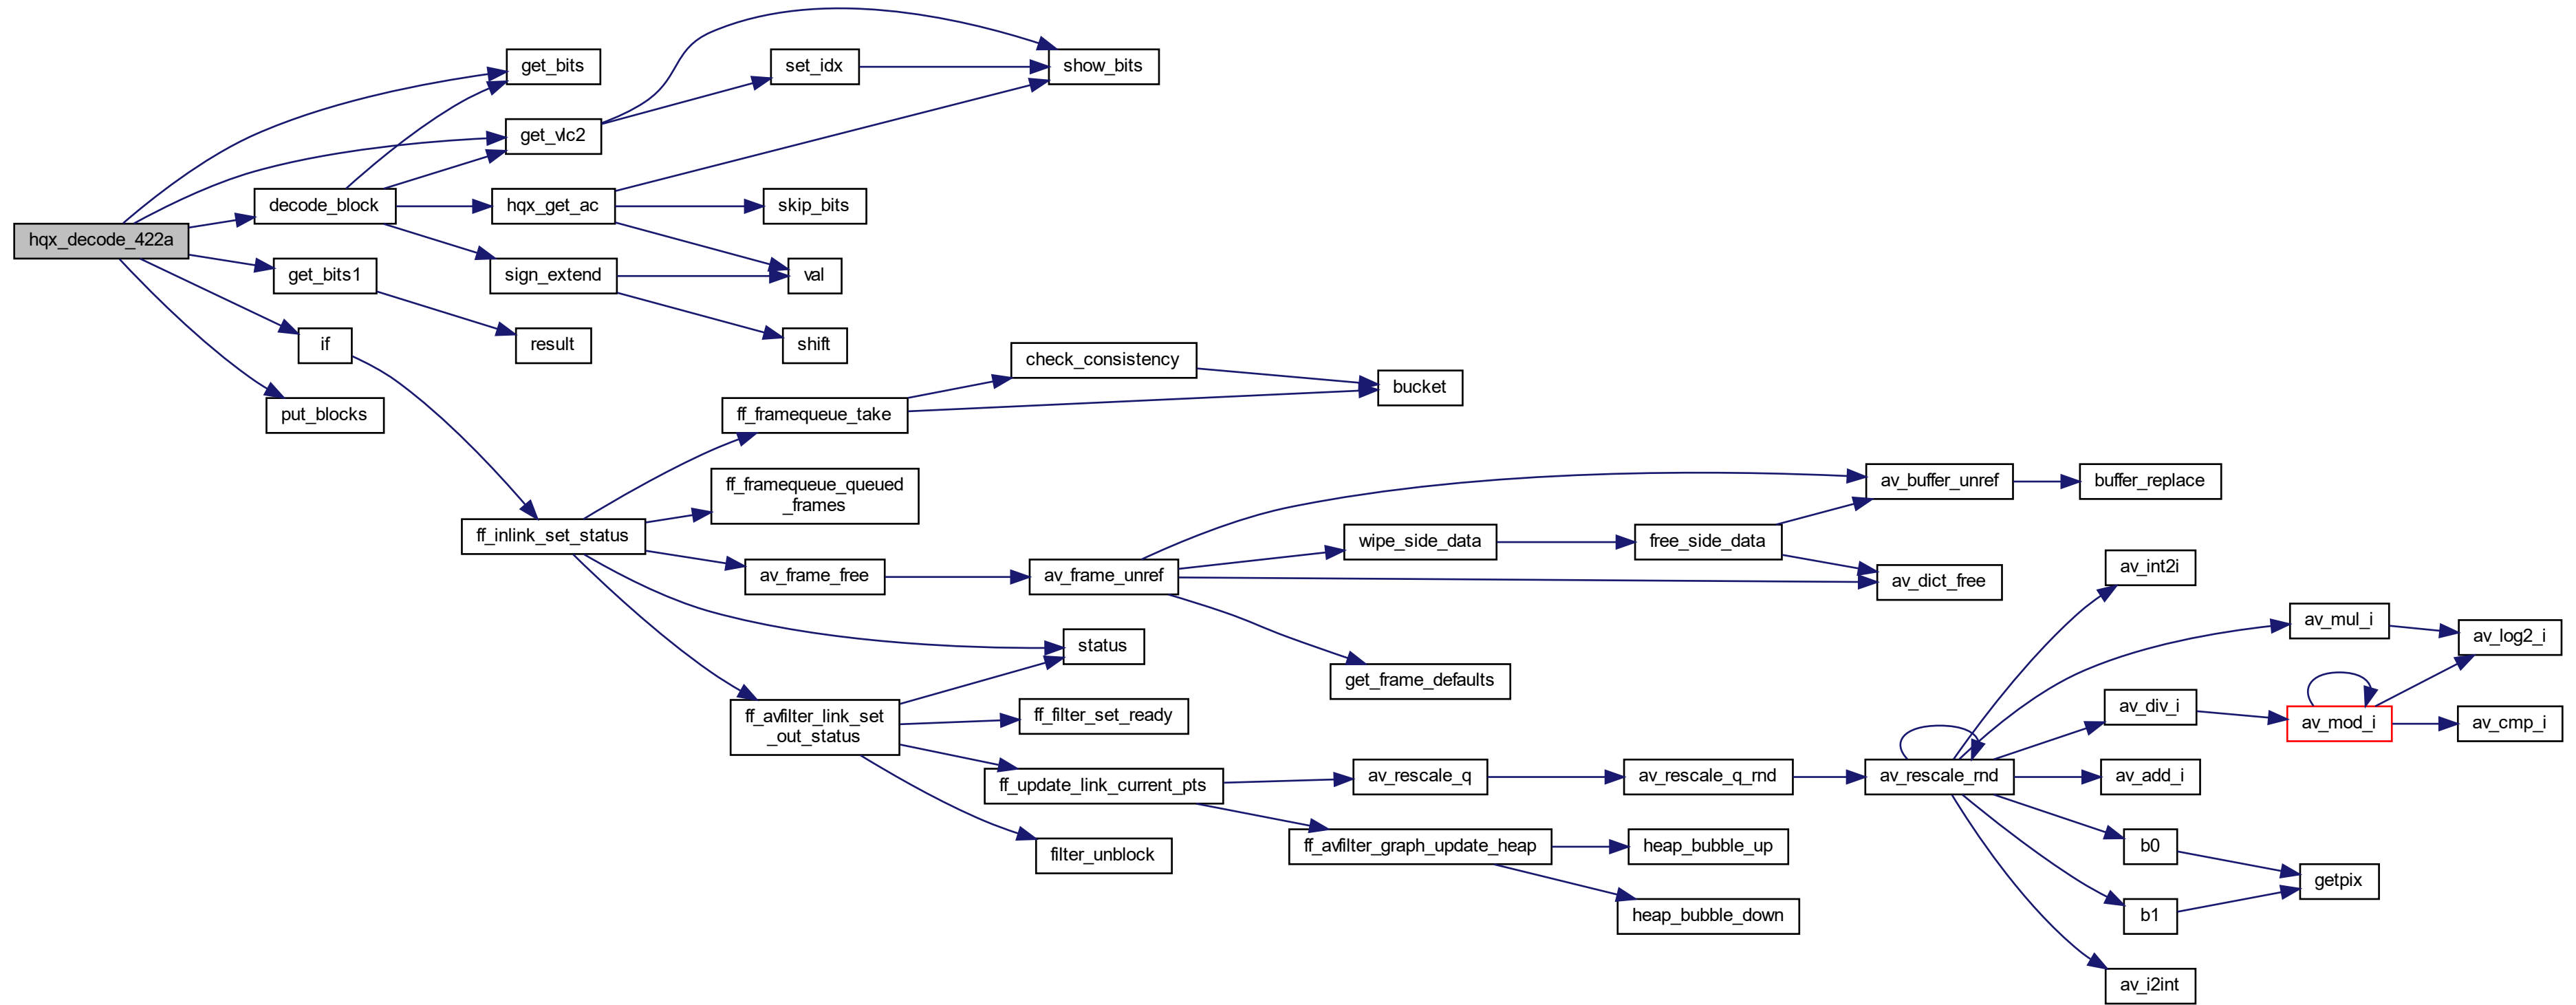 hqx_decode_422a
get_bits
get_vlc2
decode_block
get_bits1
if
put_blocks
set_idx
show_bits
hqx_get_ac
skip_bits
sign_extend
val
result
shift
ff_inlink_set_status
ff_framequeue_take
check_consistency
bucket
ff_framequeue_queued
_frames
av_frame_free
av_frame_unref
av_buffer_unref
buffer_replace
wipe_side_data
free_side_data
av_dict_free
get_frame_defaults
status
ff_avfilter_link_set
_out_status
ff_filter_set_ready
ff_update_link_current_pts
filter_unblock
av_rescale_q
av_rescale_q_rnd
av_rescale_rnd
ff_avfilter_graph_update_heap
heap_bubble_up
heap_bubble_down
av_int2i
av_mul_i
av_log2_i
av_div_i
av_mod_i
av_cmp_i
av_add_i
b0
getpix
b1
av_i2int